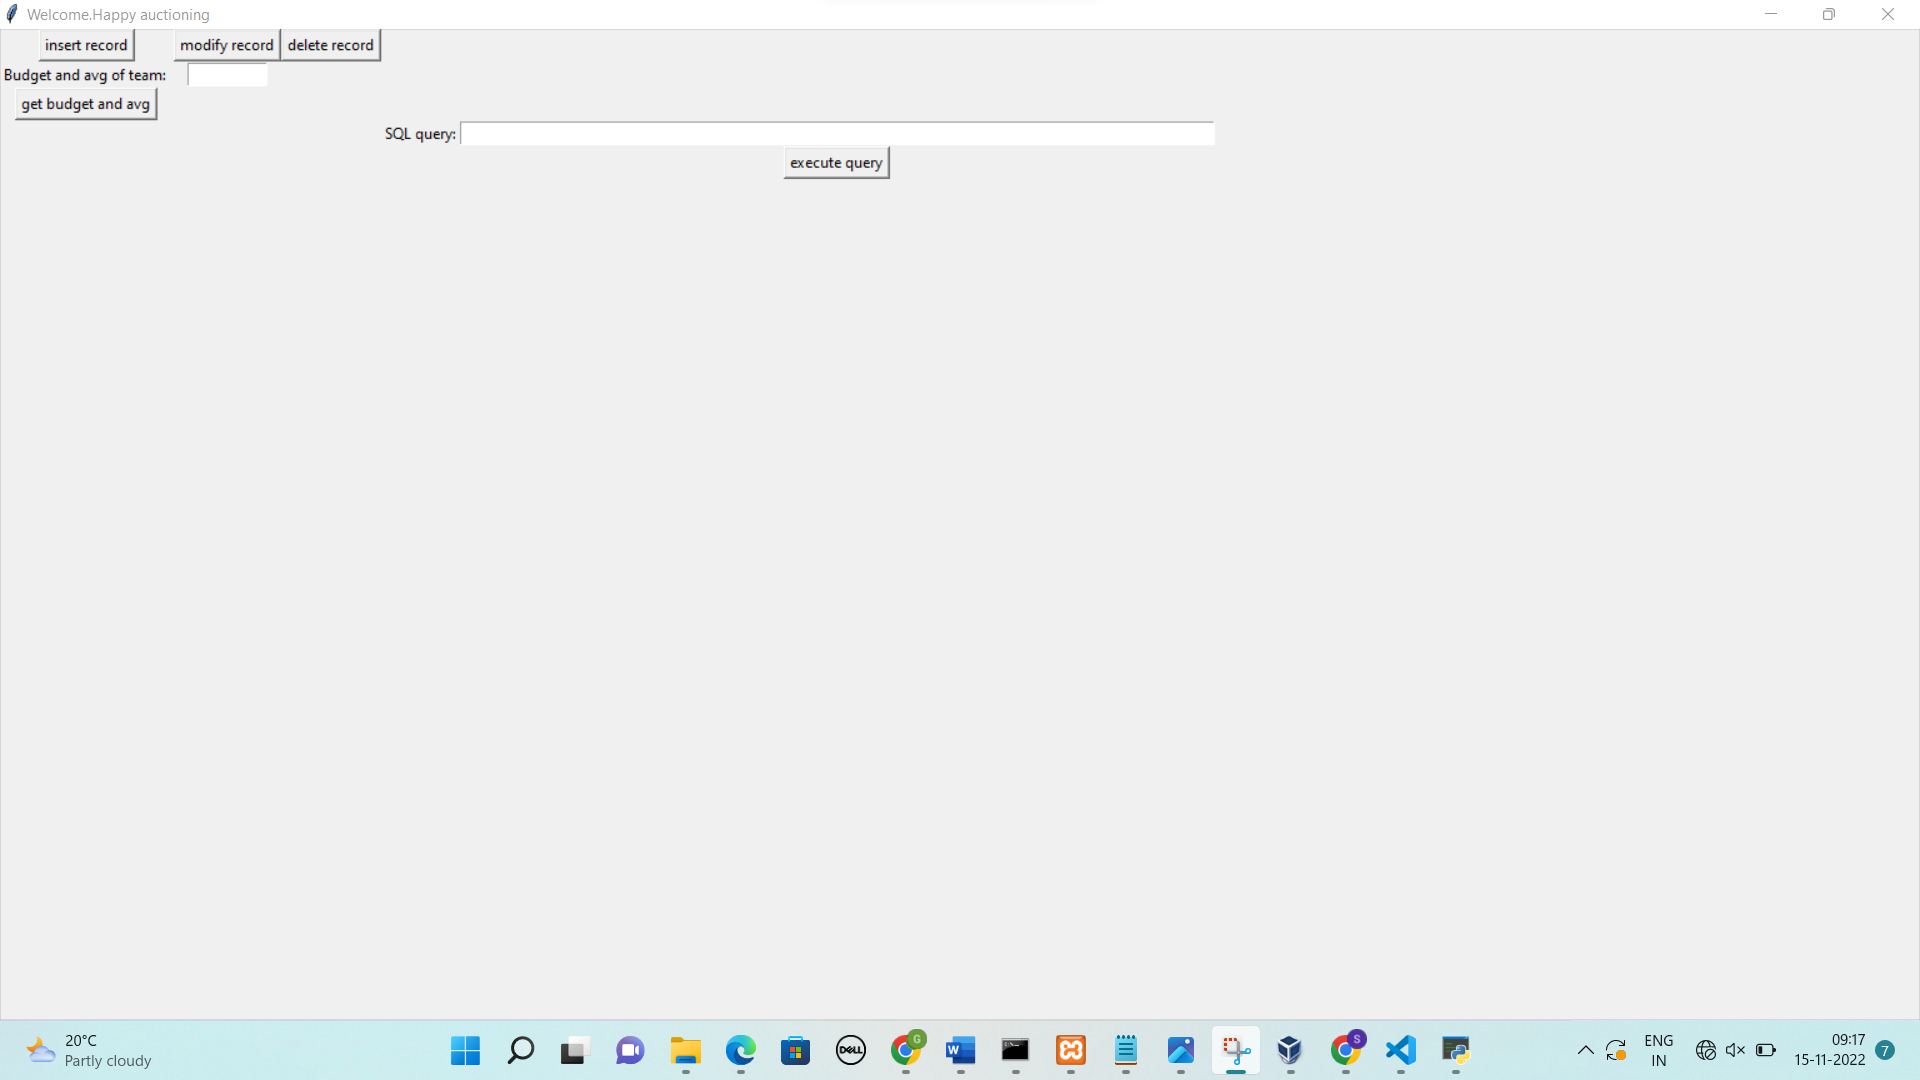 Welcome.Happy auctioning
insert record modify record delete record
Budget and avg of team:
get budget and avg
SQL query:
execute query
20°C
Partly cloudy
DELL
G
W
S
ENG
IN
09:17
15-11-2022
7